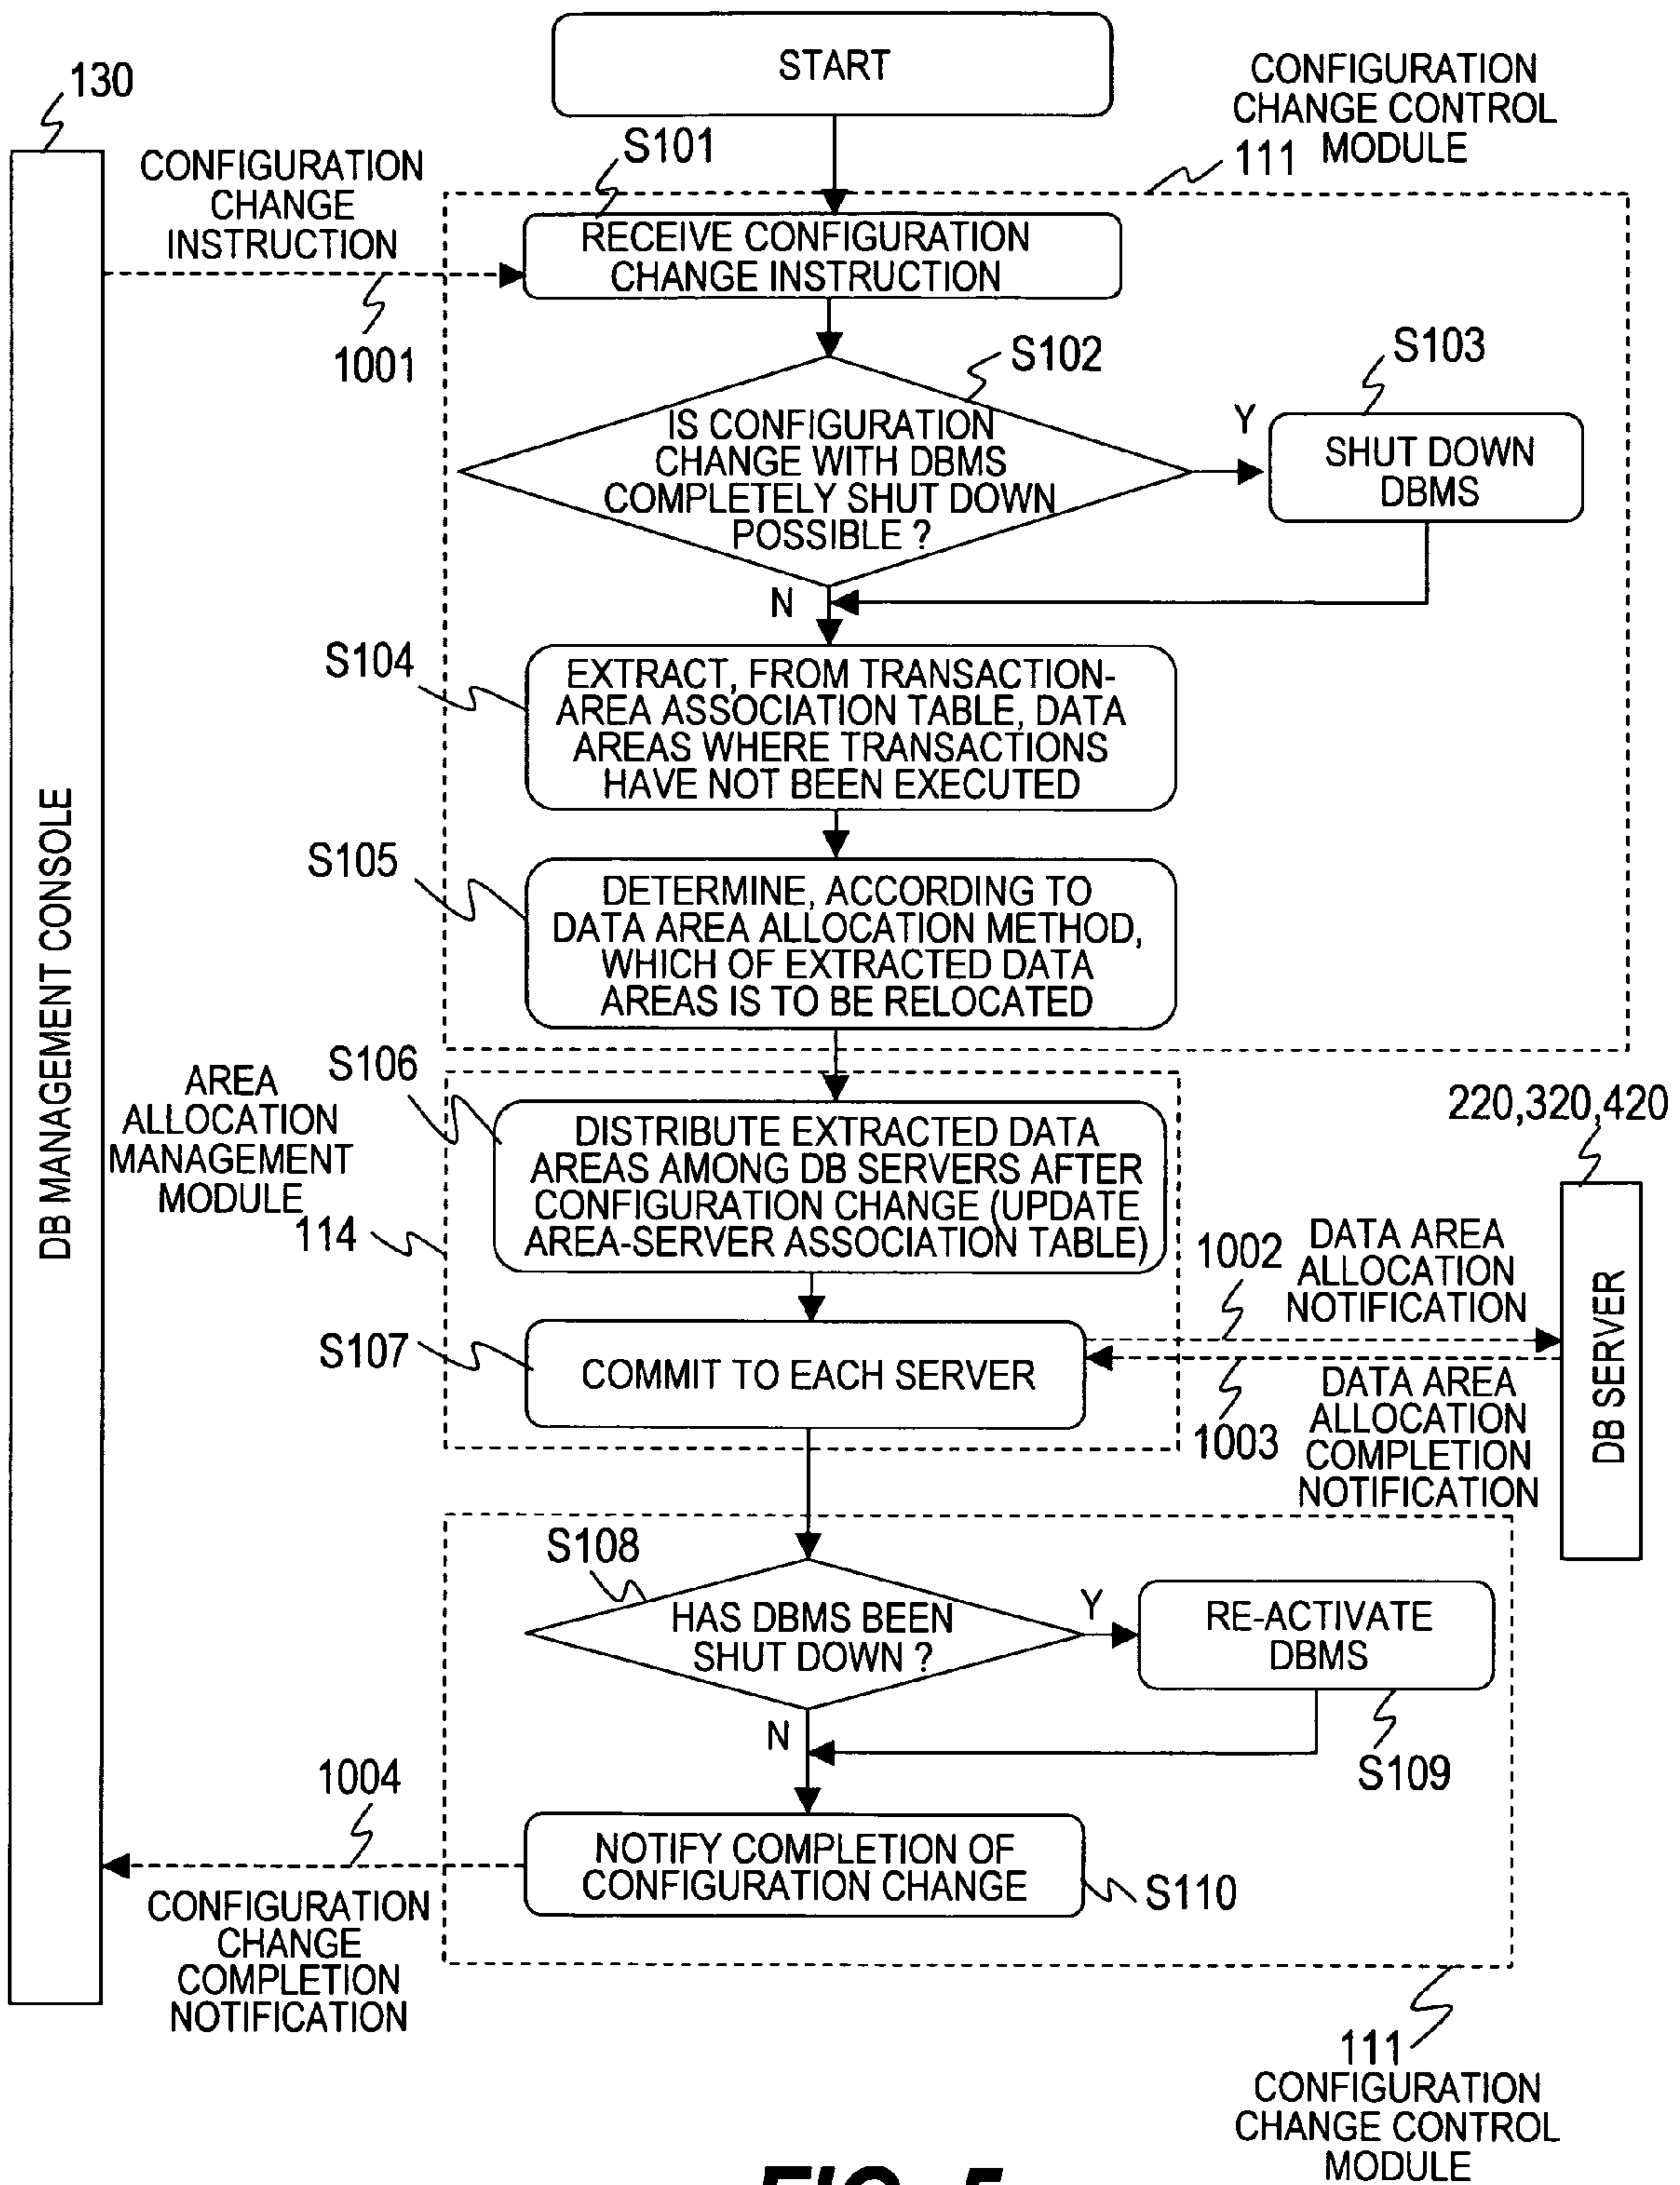 START
130
CONFIGURATION
CHANGE CONTROL
MODULE
111
CONFIGURATION
CHANGE
INSTRUCTION
S101
RECEIVE CONFIGURATION
CHANGE INSTRUCTION
1001
S102
IS CONFIGURATION
CHANGE WITH DBMS
COMPLETELY SHUT DOWN
POSSIBLE ?
Y
S103
SHUT DOWN
DBMS
N
S104
EXTRACT, FROM TRANSACTION-
AREA ASSOCIATION TABLE, DATA
AREAS WHERE TRANSACTIONS
HAVE NOT BEEN EXECUTED
S105
DETERMINE, ACCORDING TO
DATA AREA ALLOCATION METHOD,
WHICH OF EXTRACTED DATA
AREAS IS TO BE RELOCATED
DB MANAGEMENT CONSOLE
AREA
ALLOCATION
MANAGEMENT
MODULE
114
S106
DISTRIBUTE EXTRACTED DATA
AREAS AMONG DB SERVERS AFTER
CONFIGURATION CHANGE (UPDATE
AREA-SERVER ASSOCIATION TABLE)
220,320,420
DB SERVER
1002
DATA AREA
ALLOCATION
NOTIFICATION
S107
COMMIT TO EACH SERVER
1003
DATA AREA
ALLOCATION
COMPLETION
NOTIFICATION
S108
HAS DBMS BEEN
SHUT DOWN ?
Y
RE-ACTIVATE
DBMS
S109
N
1004
NOTIFY COMPLETION OF
CONFIGURATION CHANGE
S110
CONFIGURATION
CHANGE
COMPLETION
NOTIFICATION
111
CONFIGURATION
CHANGE CONTROL
MODULE